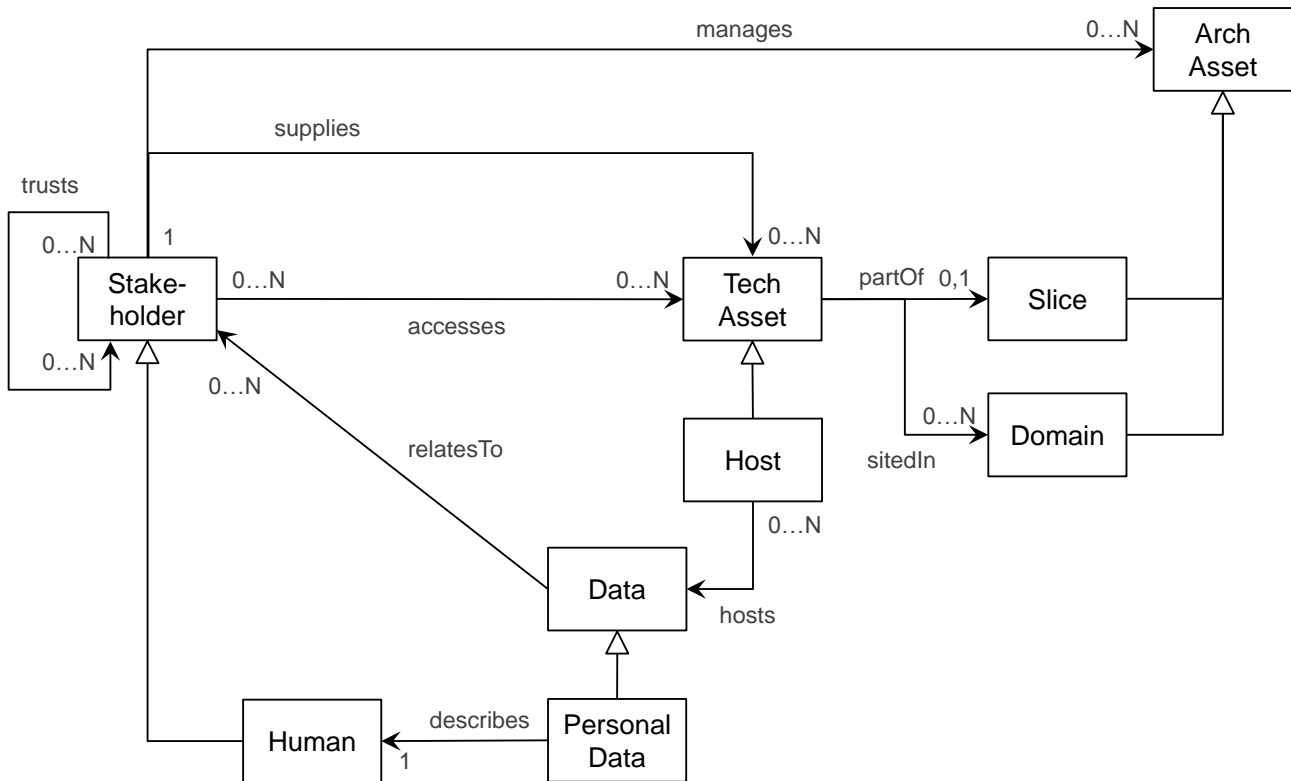 manages
0…N
Arch
Asset
supplies
trusts
0…N
1
0…N
Stake-
holder
0…N
0…N
accesses
Tech
Asset
partOf
0,1
Slice
0…N
0…N
relatesTo
Host
0…N
Domain
sitedIn
0…N
Data
hosts
Human
describes
1
Personal
Data